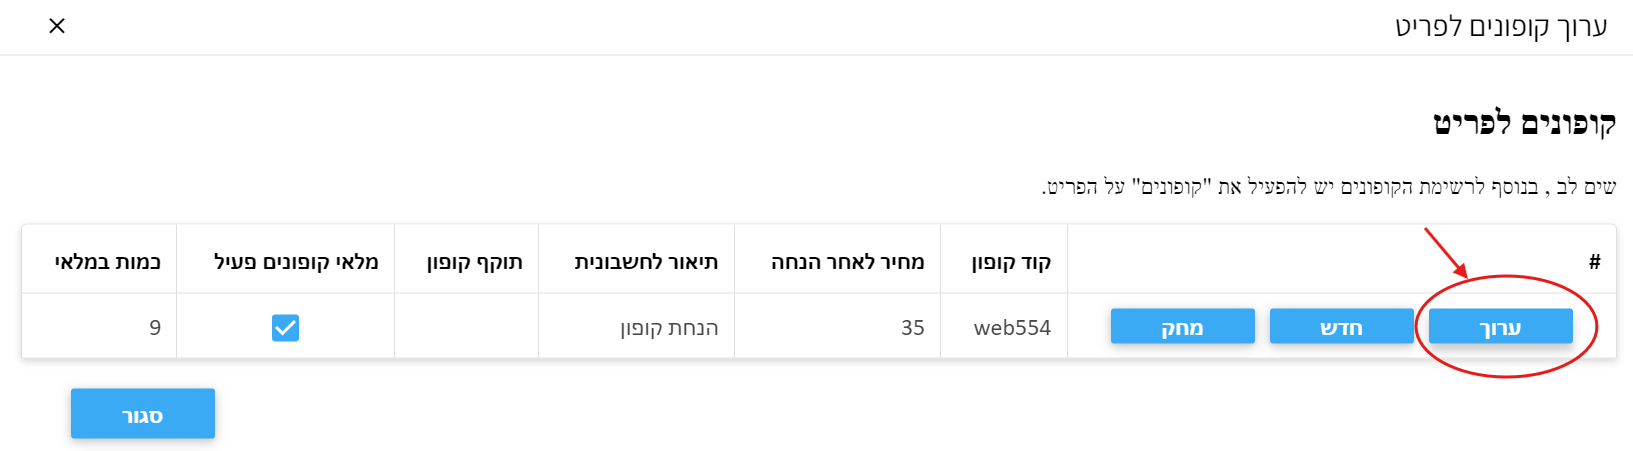 ערוך קופונים לפריט
קופונים לפריט
שים לב , בנוסף לרשימת הקופונים יש להפעיל את "קופונים" על הפריט.
# קוד קופון מחיר לאחר הנחה תיאור לחשבונית תוקף קופון מלאי קופונים פעיל כמות במלאי
ערוך חדש מחק web554 35 הנחת קופון 9
סגור